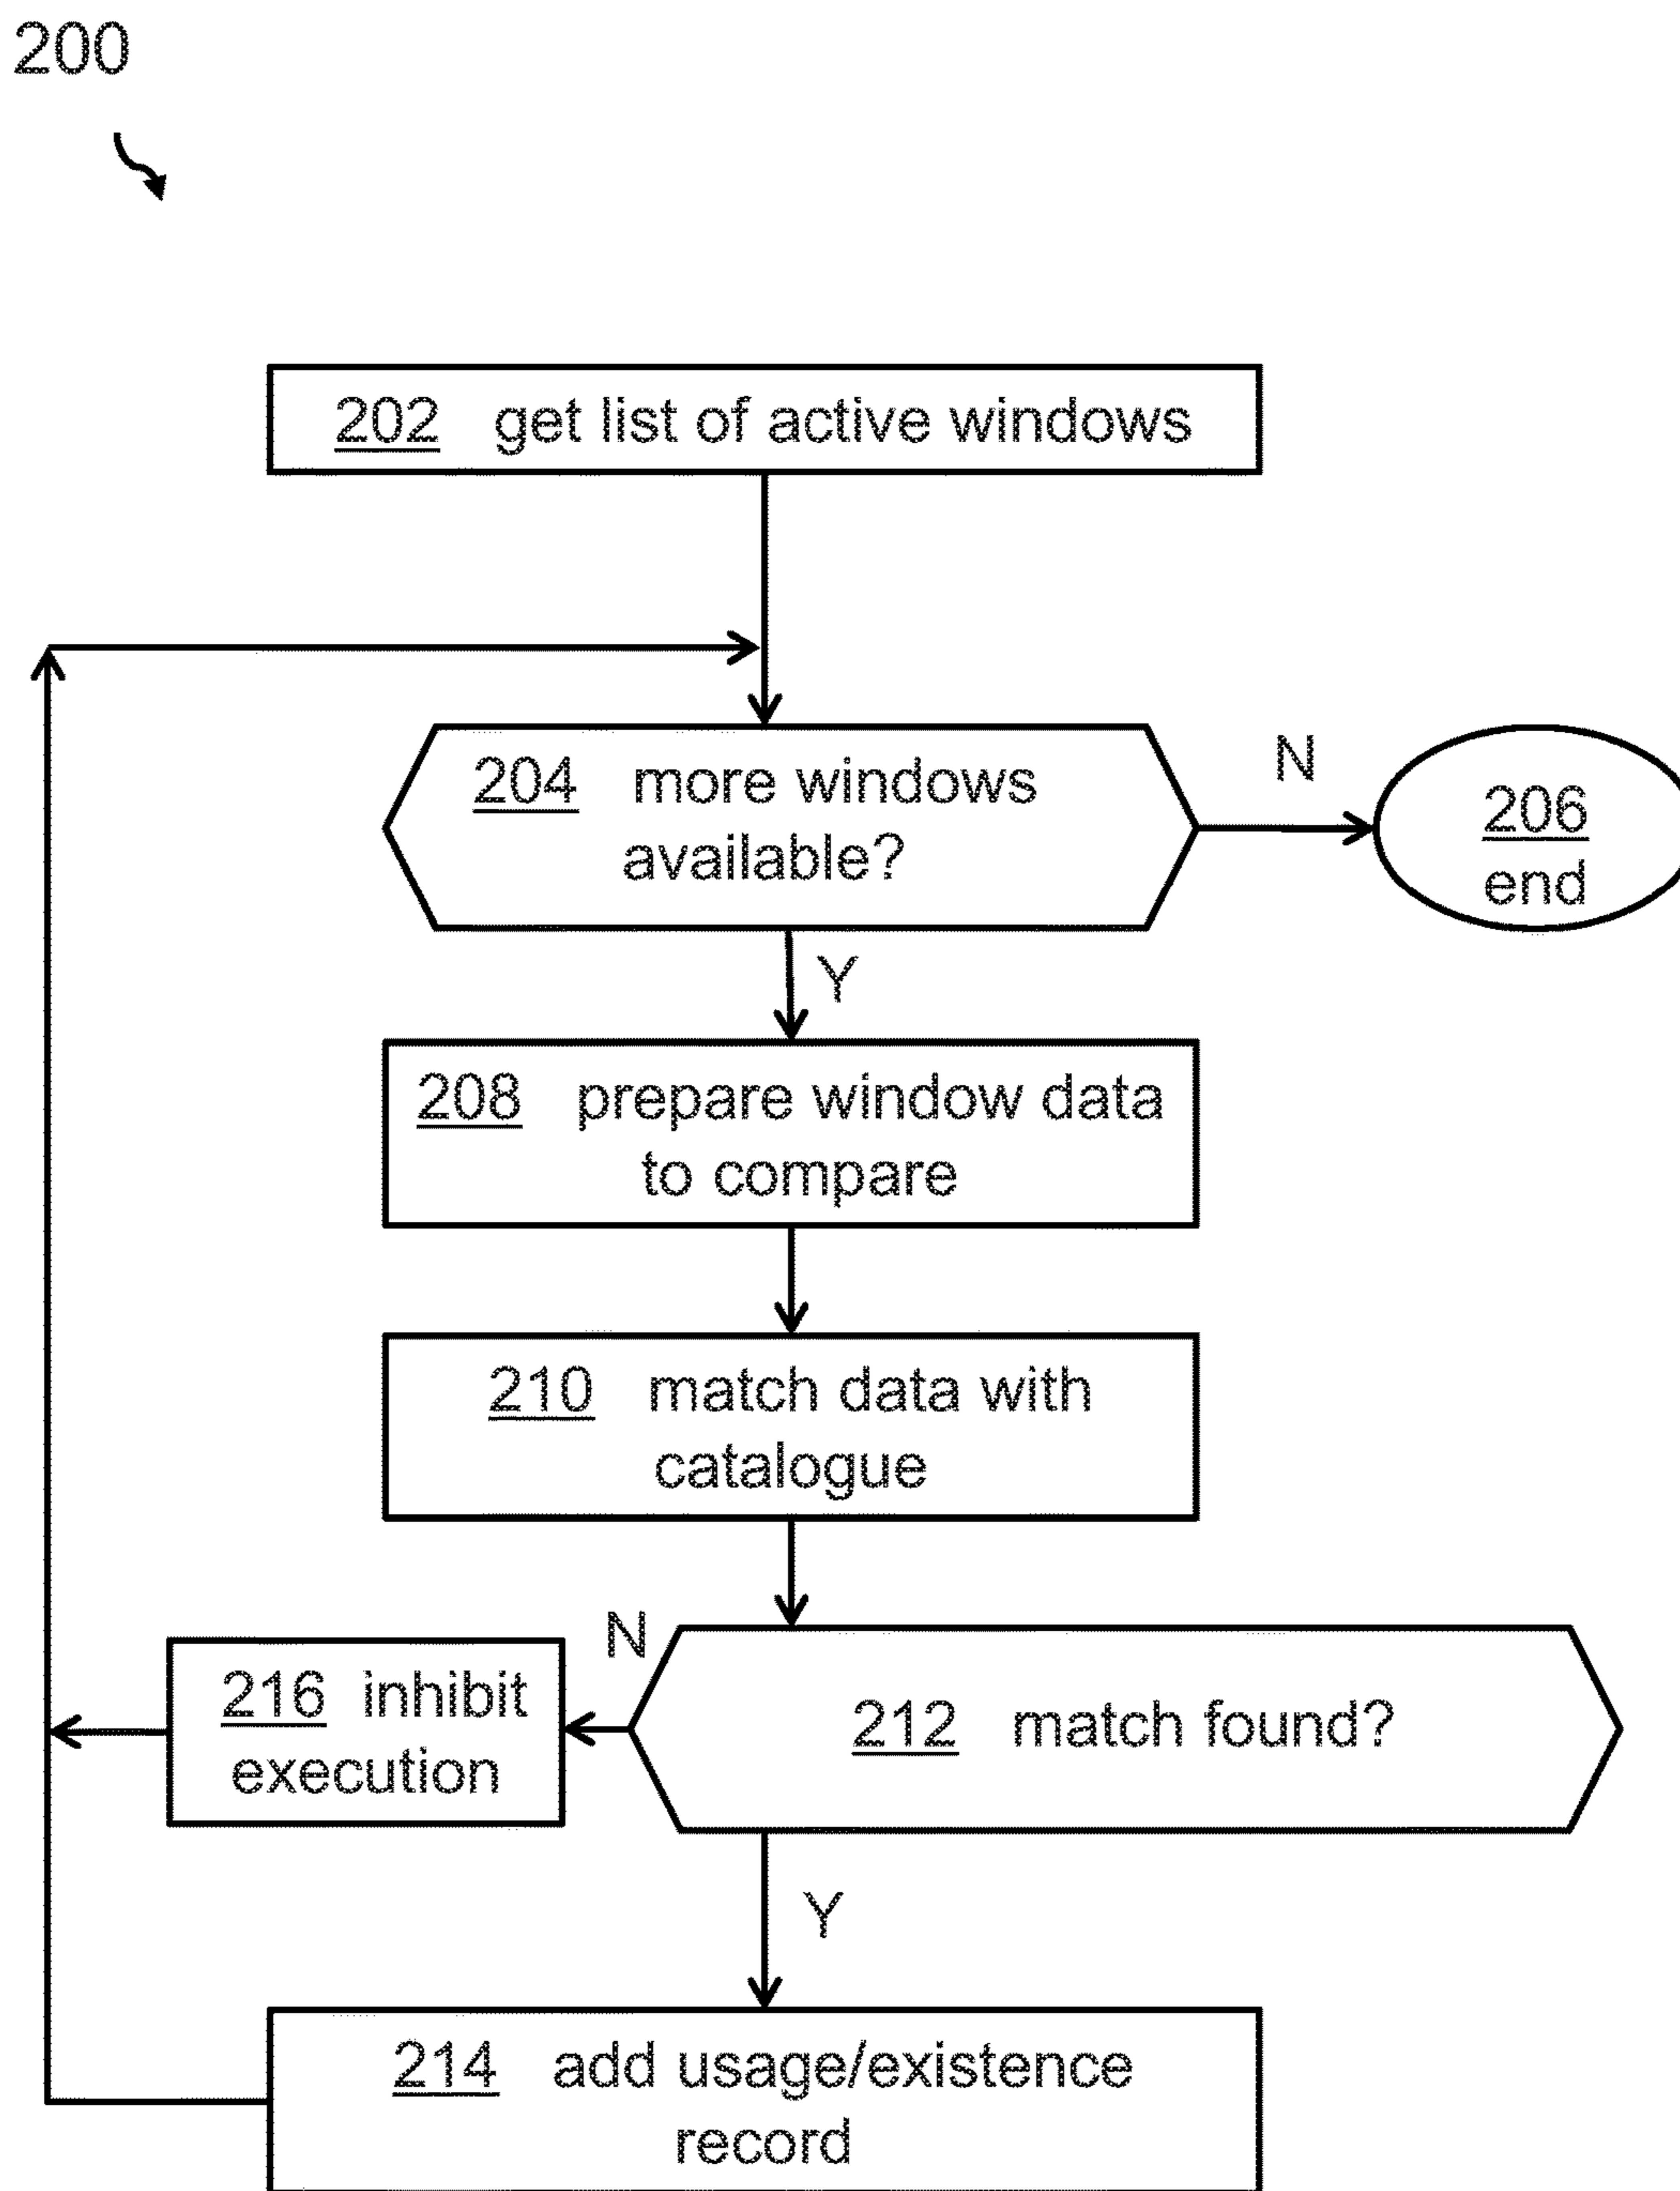 200
202 get list of active windows
204 more windows
available?
N
206
end
Y
208 prepare window data
to compare
210 match data with
catalogue
N
216 inhibit
execution
212 match found?
Y
214 add usage/existence
record